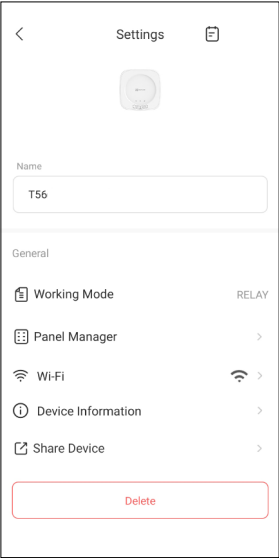 Settings
Name
T56
General
Working Mode RELAY
Panel Manager
Wi-Fi
Device Information
Share Device
Delete